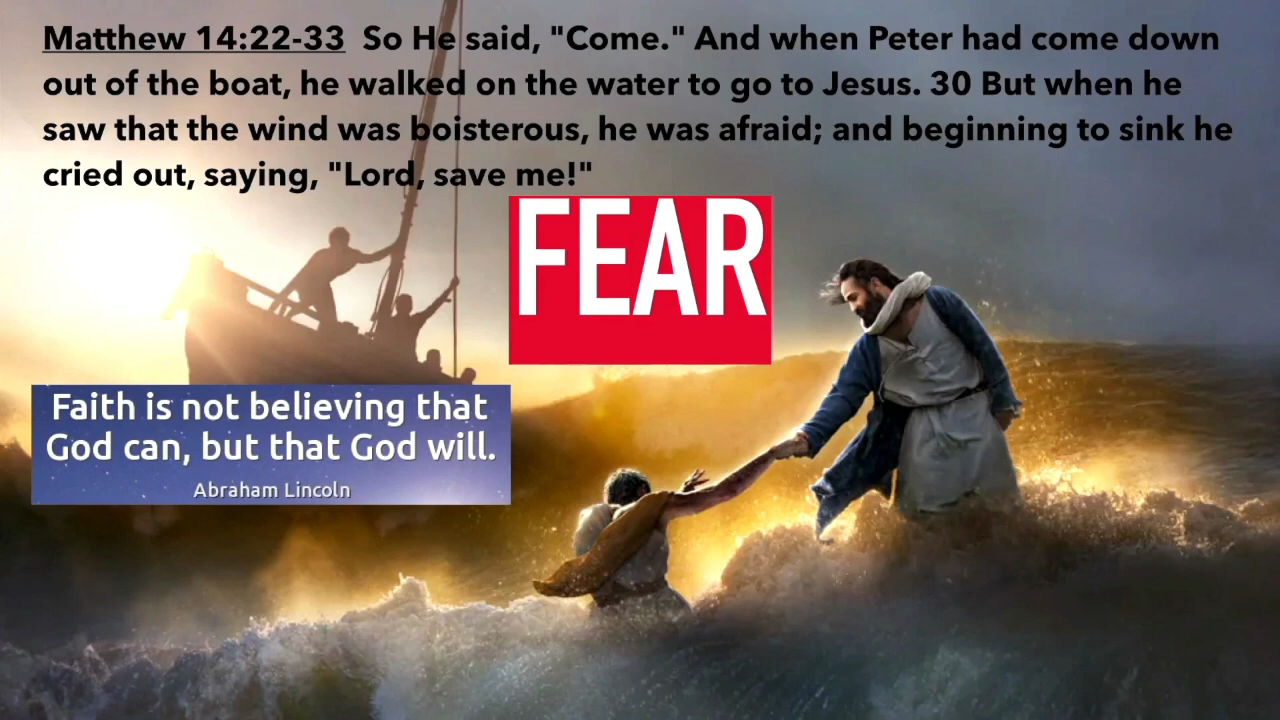 Matthew 14:22-33 So He said, "Come." And when Peter had come down
out of the boat, he walked on the water to go to Jesus. 30 But when he
saw that the wind was boisterous, he was afraid; and beginning to sink he
cried out, saying, "Lord, save me!"
FEAR
Faith is not believing that
God can, but that God will.
Abraham Lincoln